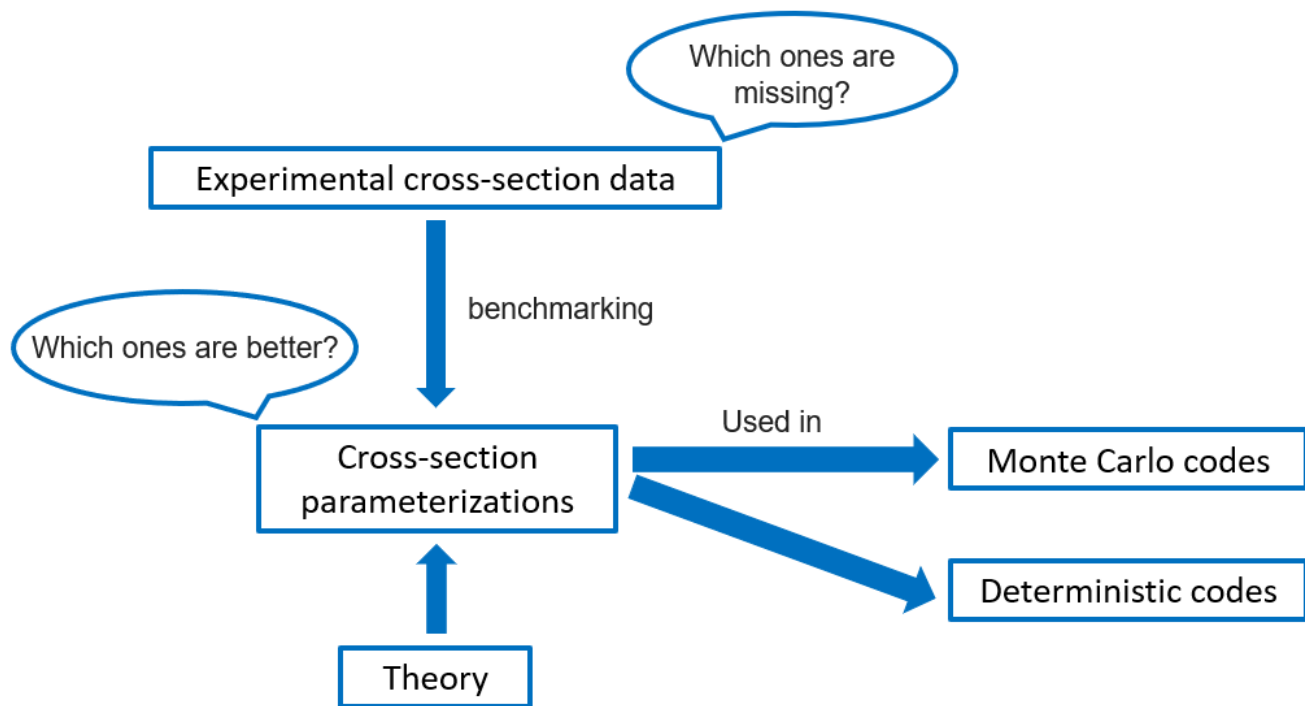 Which ones are
missing?
Experimental cross-section data
benchmarking
Which ones are better?
Cross-section
parameterizations
Used in
Monte Carlo codes
Deterministic codes
Theory